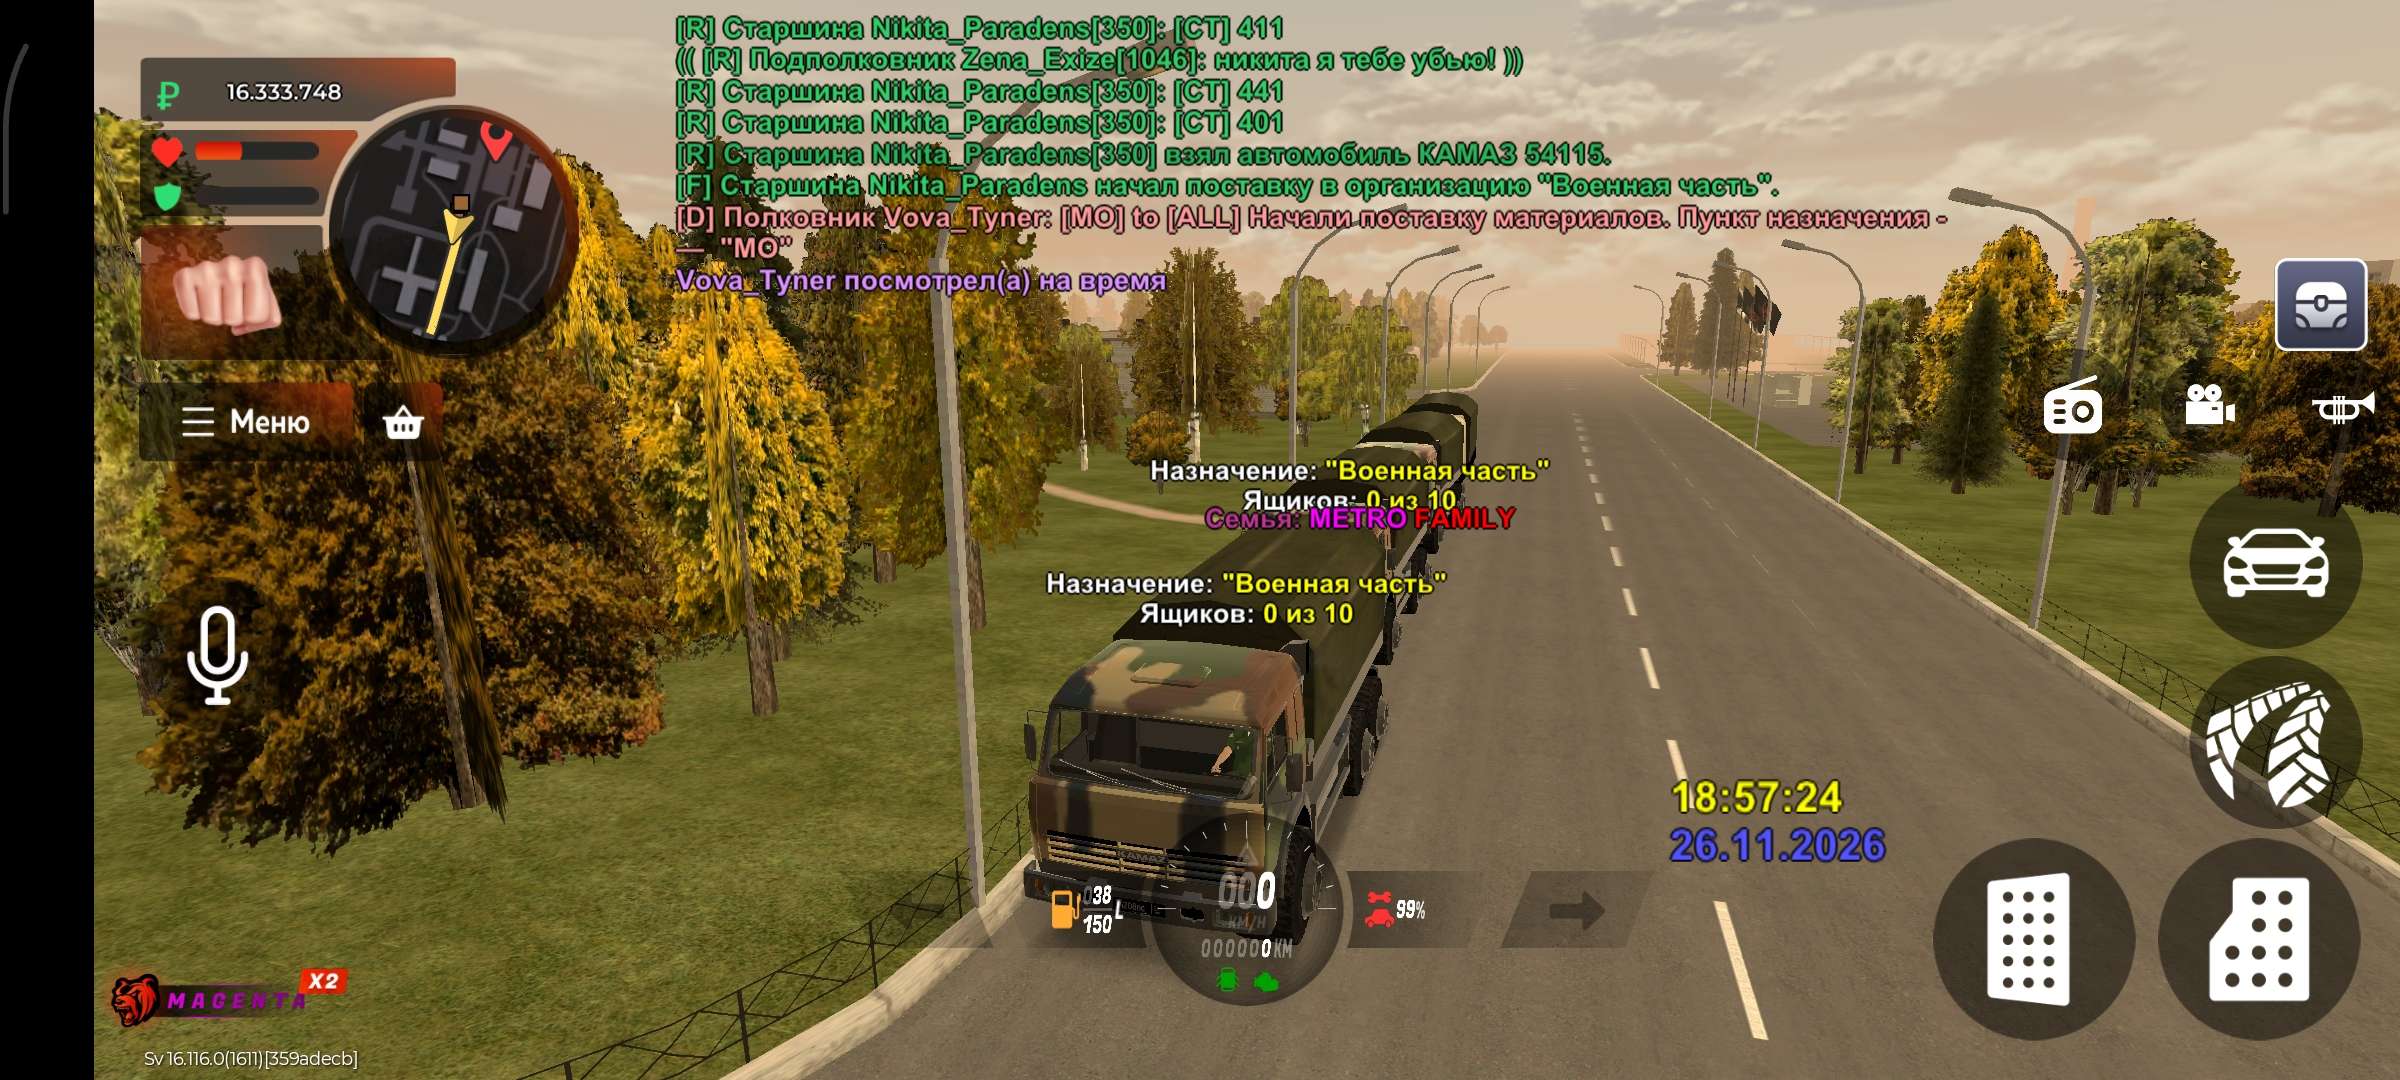 [R] Старшина Nikita_Paradens[350]: [CT] 411
(( [R] Подполковник Zena_Exize[1046]: никита я тебе убью! ))
[R] Старшина Nikita_Paradens[350]: [CT] 441
[R] Старшина Nikita_Paradens[350]: [CT] 401
[R] Старшина Nikita_Paradens[350] взял автомобиль КАМАЗ 54115.
[F] Старшина Nikita_Paradens начал поставку в организацию "Военная часть".
[D] Полковник Vova_Tyner: [МО] to [ALL] Начали поставку материалов. Пункт назначения -
— "МО"
Vova_Tyner посмотрел(а) на время
₽ 16.333.748
Меню
Назначение: "Военная часть"
Ящиков: 0 из 10
Семья: METRO FAMILY
Назначение: "Военная часть"
Ящиков: 0 из 10
18:57:24
26.11.2026
KAMAZ
038
150 L
000
KM/H
000000 KM
99%
MAGENTA X2
Sv 16.116.0(1611)[359adecb]